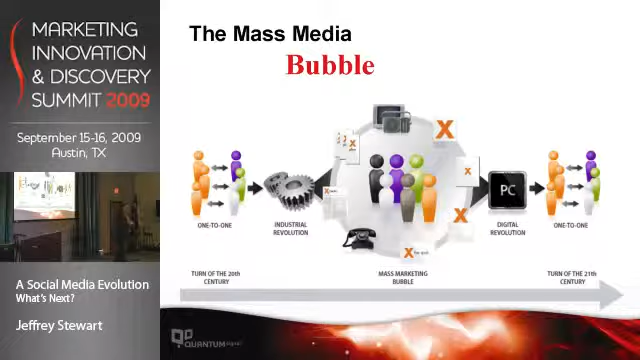 MARKETING
INNOVATION
& DISCOVERY
SUMMIT 2009
September 15-16, 2009
Austin, TX
A Social Media Evolution
What's Next?
Jeffrey Stewart
The Mass Media
Bubble
X
X
X
X
X
PC
ONE-TO-ONE
INDUSTRIAL
REVOLUTION
DIGITAL
REVOLUTION
ONE-TO-ONE
TURN OF THE 20th
CENTURY
MASS MARKETING
BUBBLE
TURN OF THE 21th
CENTURY
QUANTUM